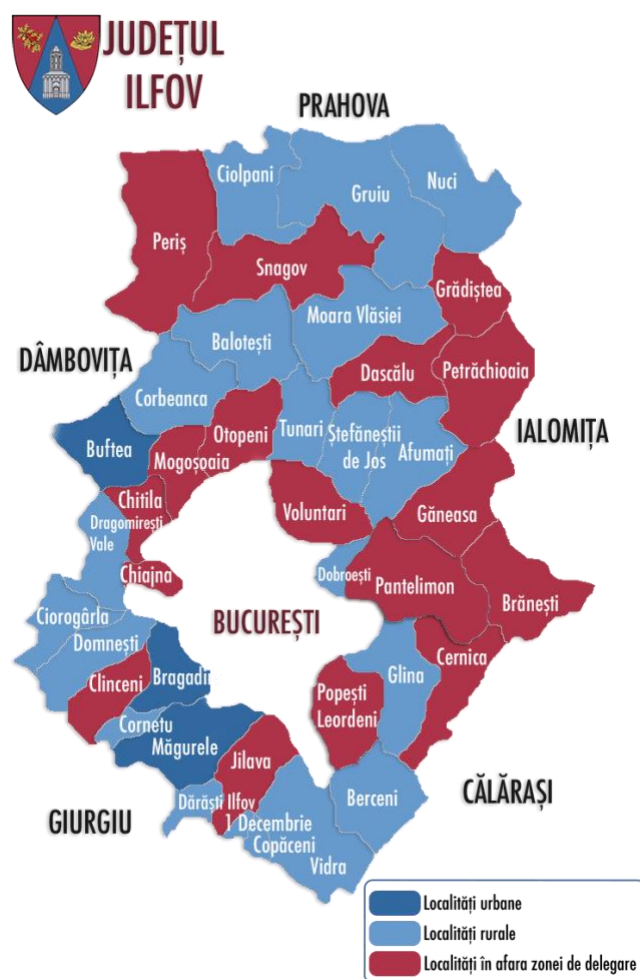 JUDEȚUL
ILFOV
PRAHOVA
Ciolpani
Nuci
Gruiu
Periș
Snagov
Grădiștea
Moara Vlăsiei
Balotești
DÂMBOVIȚA
Dascălu
Petrăchioaia
Corbeanca
IALOMIȚA
Buftea
Otopeni
Tunari
Ștefăneștii
de Jos
Afumați
Mogoșoaia
Chitila
Voluntari
Găneasa
Dragomirești
Vale
Chiajna
Dobroești
Pantelimon
Brănești
Ciorogârla
BUCUREȘTI
Domnești
Cernica
Clinceni
Bragadir
Glina
Popești
Leordeni
Cornetu
Măgurele
Jilava
CĂLĂRAȘI
Dărăști Ilfov
Berceni
GIURGIU
1 Decembrie
Copăceni
Vidra
Localități urbane
Localități rurale
Localități în afara zonei de delegare